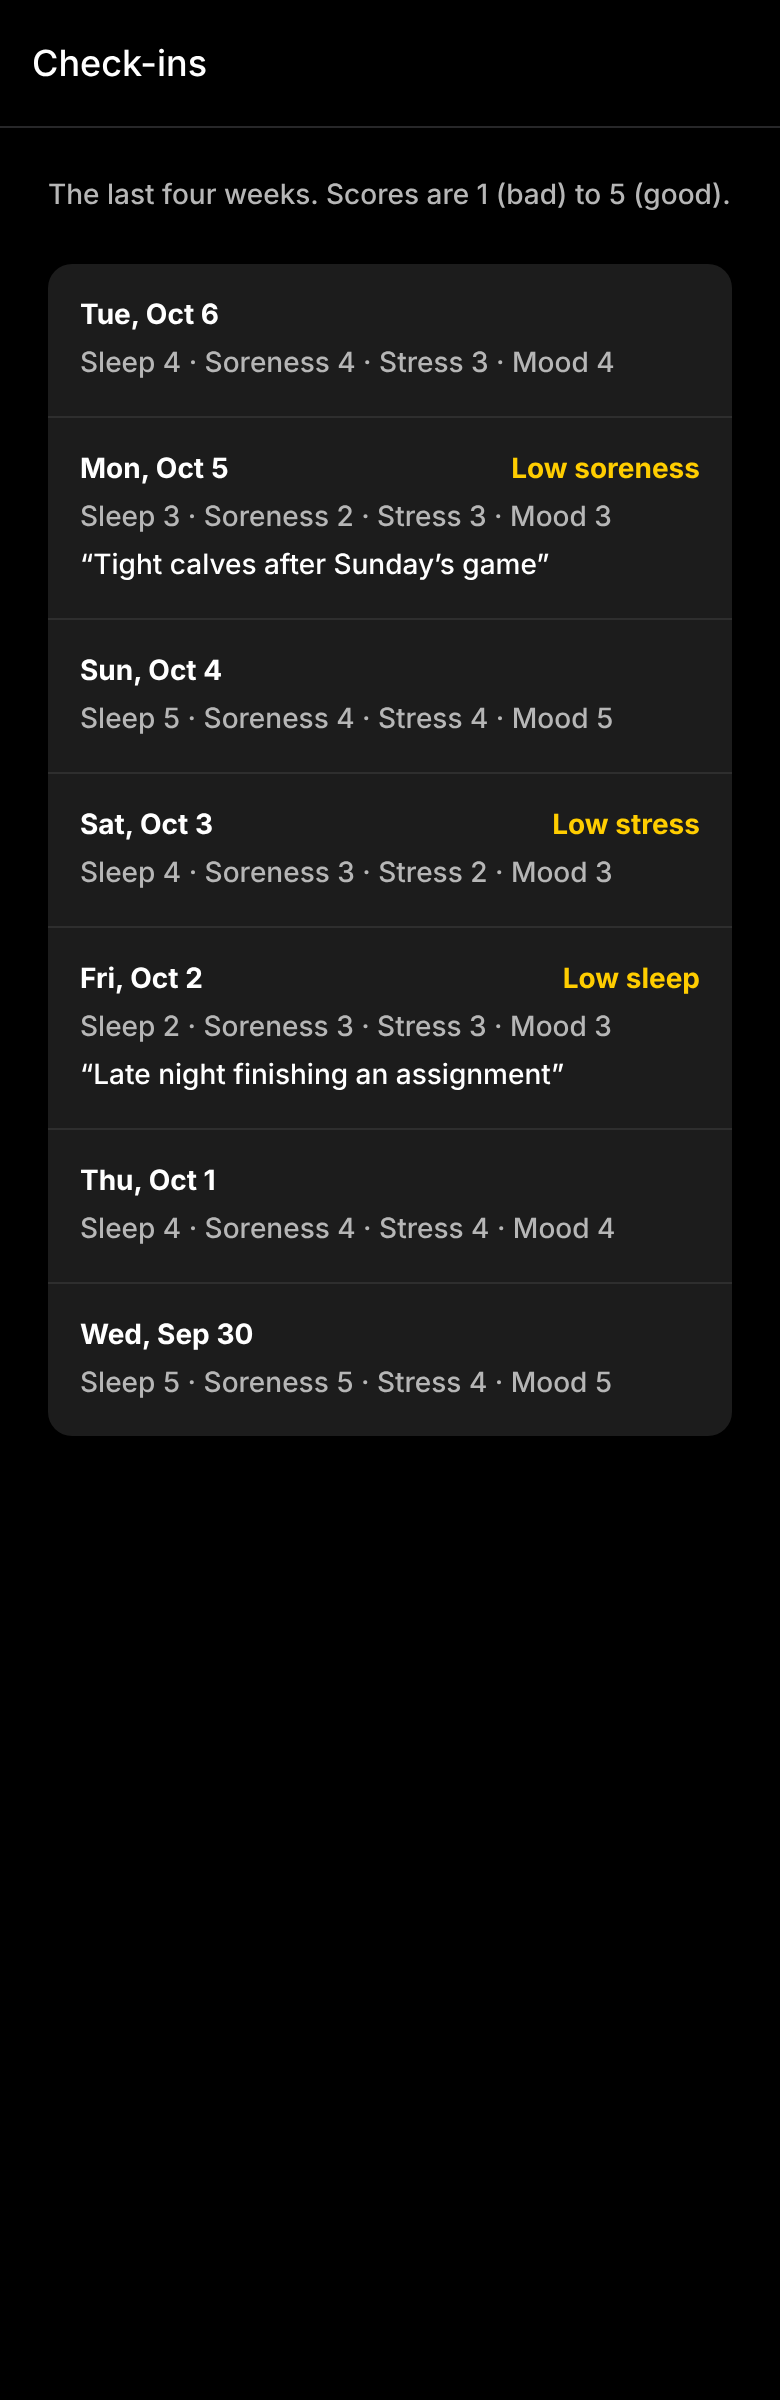 Check-ins
The last four weeks. Scores are 1 (bad) to 5 (good).
Tue, Oct 6
Sleep 4 · Soreness 4 · Stress 3 · Mood 4
Mon, Oct 5 Low soreness
Sleep 3 · Soreness 2 · Stress 3 · Mood 3
“Tight calves after Sunday’s game”
Sun, Oct 4
Sleep 5 · Soreness 4 · Stress 4 · Mood 5
Sat, Oct 3 Low stress
Sleep 4 · Soreness 3 · Stress 2 · Mood 3
Fri, Oct 2 Low sleep
Sleep 2 · Soreness 3 · Stress 3 · Mood 3
“Late night finishing an assignment”
Thu, Oct 1
Sleep 4 · Soreness 4 · Stress 4 · Mood 4
Wed, Sep 30
Sleep 5 · Soreness 5 · Stress 4 · Mood 5